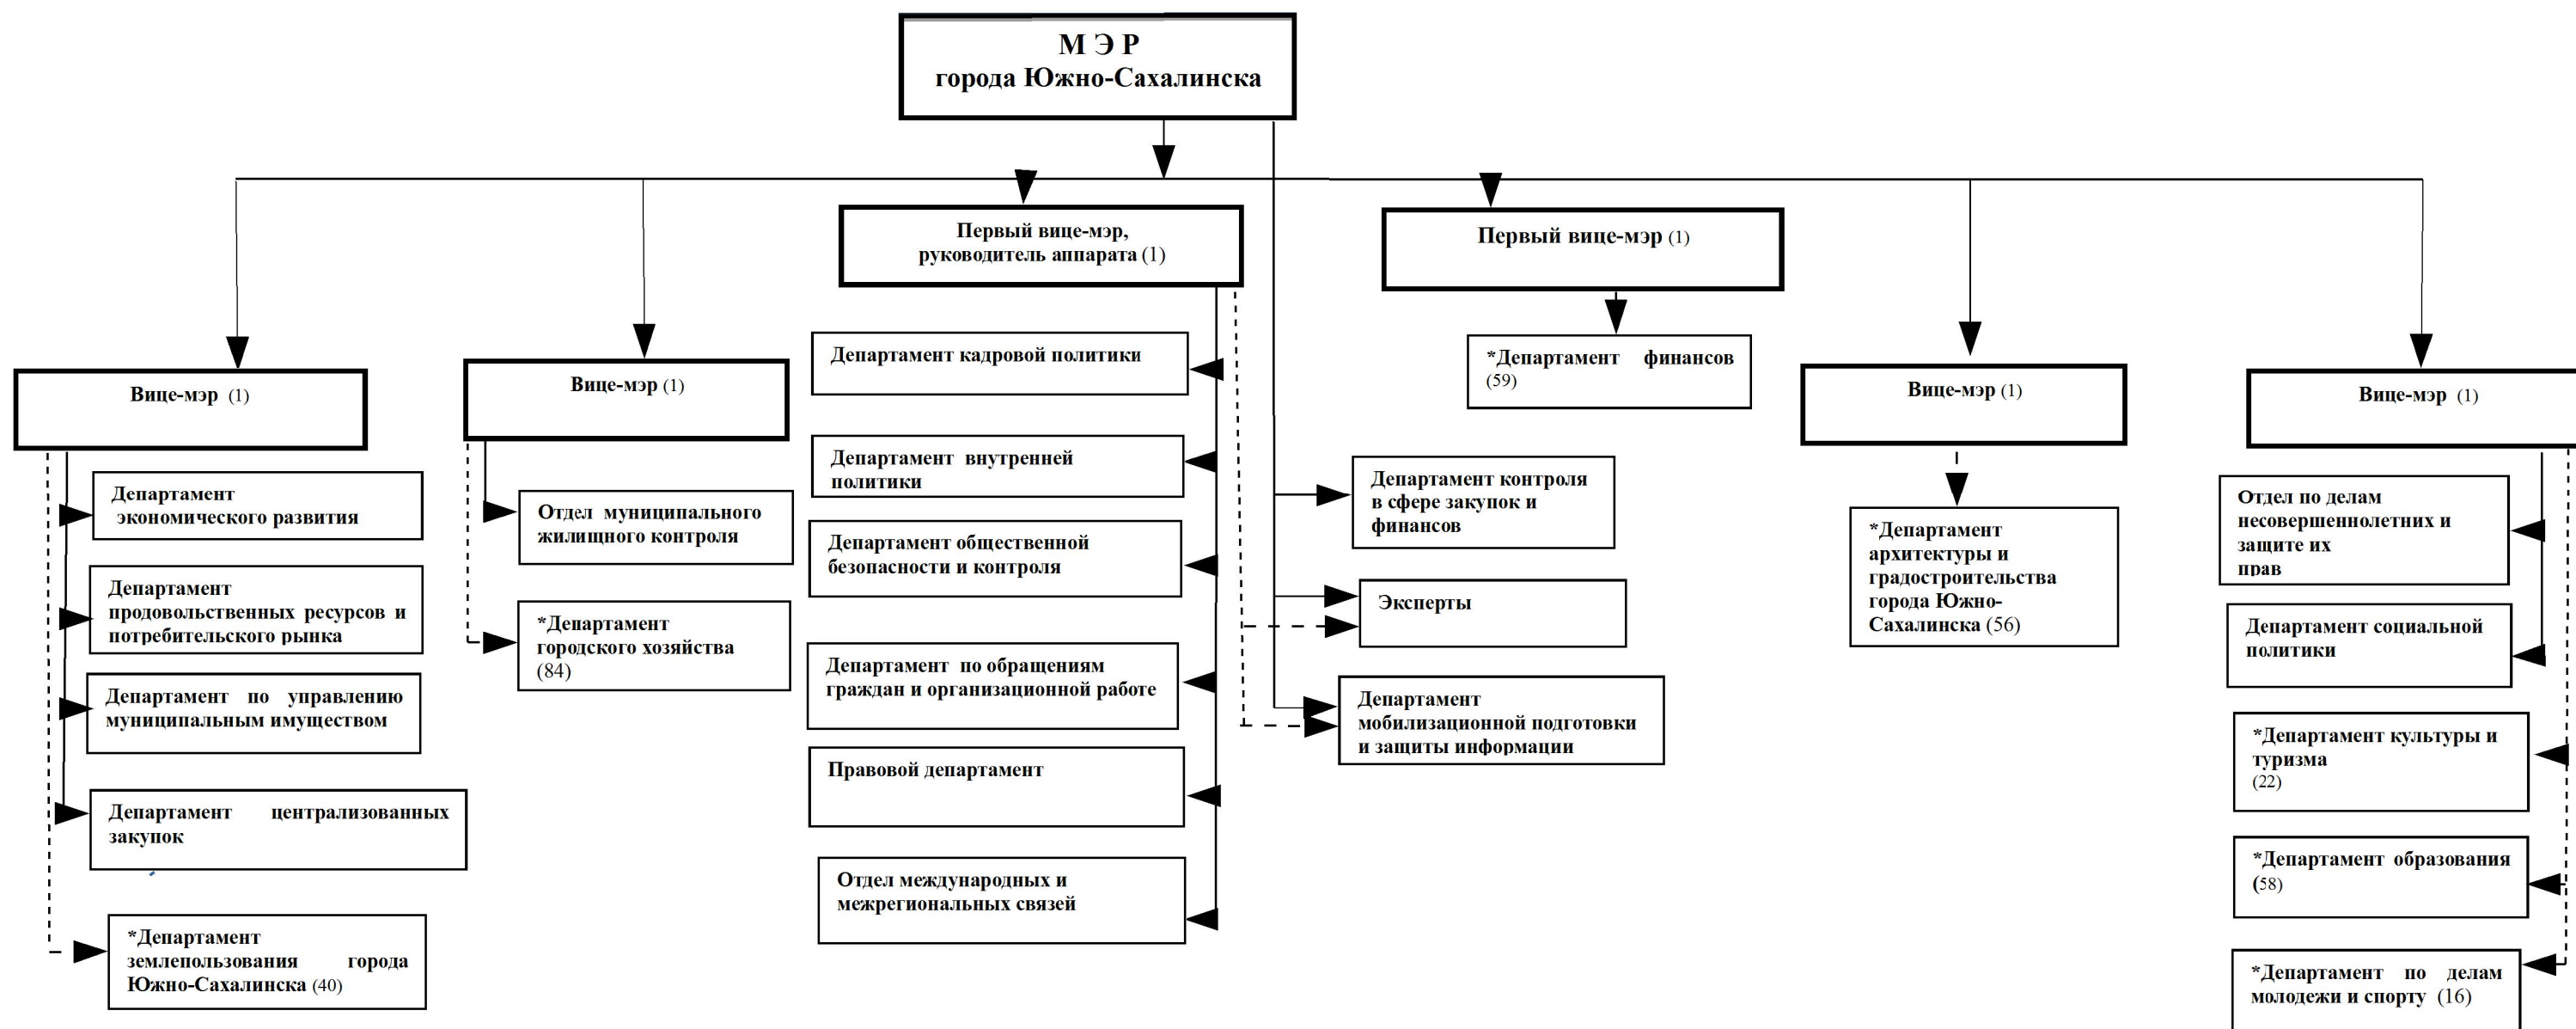 М Э Р
города Южно-Сахалинска
Первый вице-мэр,
руководитель аппарата (1)
Первый вице-мэр (1)
Вице-мэр (1)
Вице-мэр (1)
Вице-мэр (1)
Вице-мэр (1)
Департамент
экономического развития
Департамент
продовольственных ресурсов и
потребительского рынка
Департамент по управлению
муниципальным имуществом
Департамент централизованных
закупок
*Департамент
землепользования города
Южно-Сахалинска (40)
Отдел муниципального
жилищного контроля
*Департамент
городского хозяйства
(84)
Департамент кадровой политики
Департамент внутренней
политики
Департамент общественной
безопасности и контроля
Департамент по обращениям
граждан и организационной работе
Правовой департамент
Отдел международных и
межрегиональных связей
*Департамент финансов
(59)
Департамент контроля
в сфере закупок и
финансов
Эксперты
Департамент
мобилизационной подготовки
и защиты информации
*Департамент
архитектуры и
градостроительства
города Южно-
Сахалинска (56)
Отдел по делам
несовершеннолетних и
защите их
прав
Департамент социальной
политики
*Департамент культуры и
туризма
(22)
*Департамент образования
(58)
*Департамент по делам
молодежи и спорту (16)